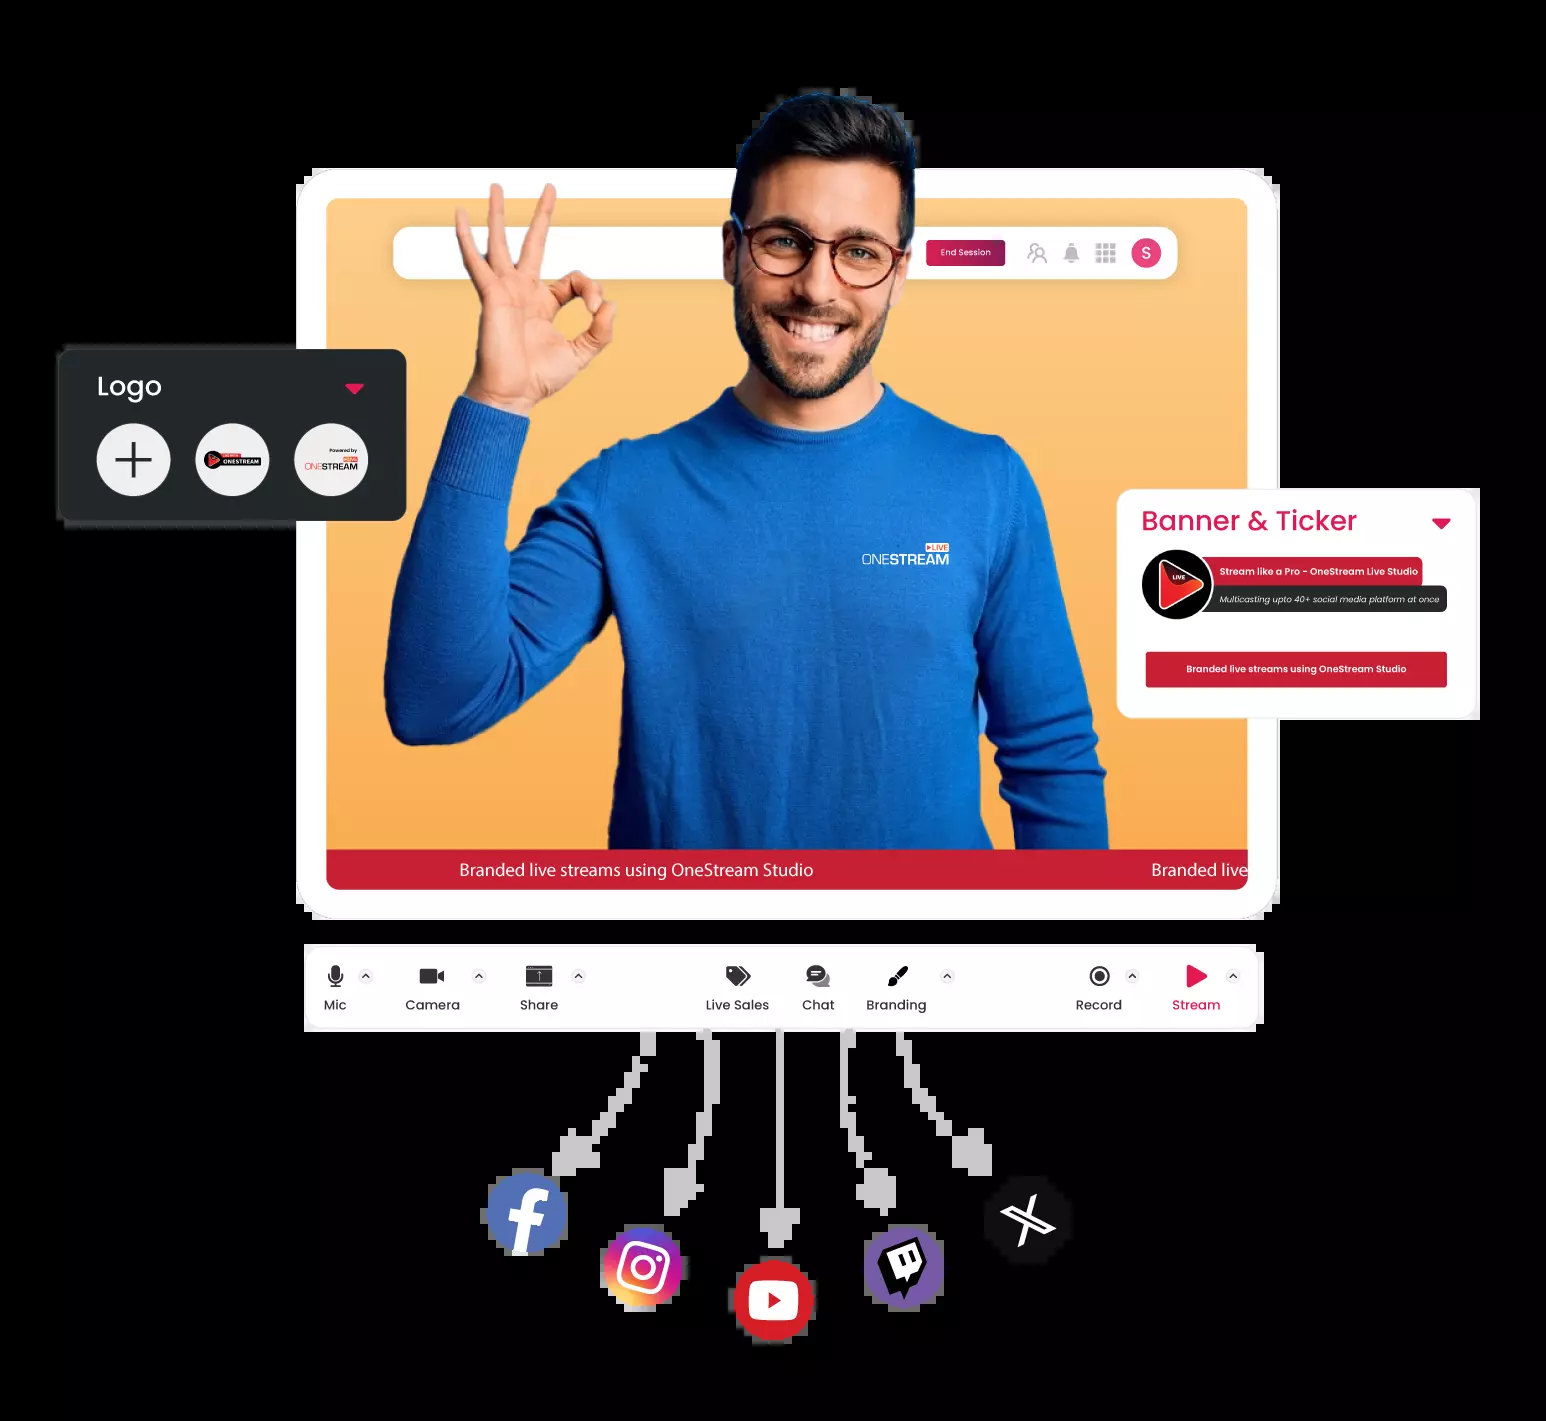 End Session
S
Logo
ONESTREAM
Powered by
ONESTREAM
LIVE
ONESTREAM
Banner & Ticker
LIVE
Stream like a Pro - OneStream Live Studio
Multicasting upto 40+ social media platform at once
Branded live streams using OneStream Studio
Branded live streams using OneStream Studio
Branded live
Mic
Camera
Share
Live Sales
Chat
Branding
Record
Stream